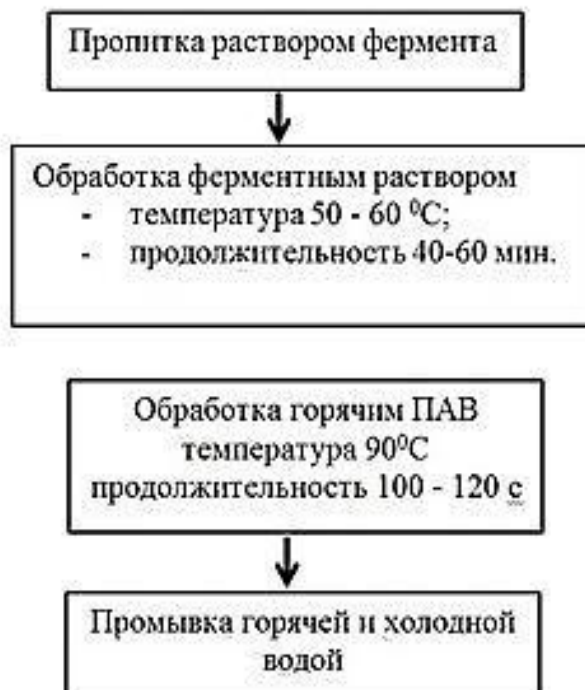 Пропитка раствором фермента
Обработка ферментным раствором
- температура 50 - 60 ⁰С;
- продолжительность 40-60 мин.
Обработка горячим ПАВ
температура 90⁰С
продолжительность 100 - 120 с
Промывка горячей и холодной
водой